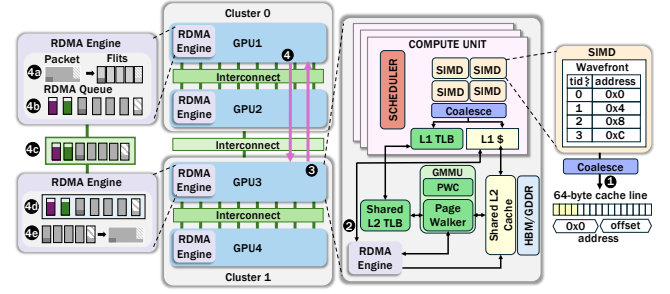 RDMA Engine
4a
Packet
Flits
RDMA Queue
4b
4c
RDMA Engine
4d
4e
Cluster 0
RDMA
Engine
GPU1
Interconnect
GPU2
4
Interconnect
3
RDMA
Engine
GPU3
Interconnect
RDMA
Engine
GPU4
Cluster 1
COMPUTE UNIT
SCHEDULER
SIMD
SIMD
SIMD
SIMD
Coalesce
L1 TLB
L1 $
GMMU
PWC
Page
Walker
Shared
L2 TLB
Shared L2
Cache
HBM/GDDR
2
RDMA
Engine
SIMD
Wavefront
tid address
0 0x0
1 0x4
2 0x8
3 0xC
Coalesce
1
64-byte cache line
0x0 offset
address